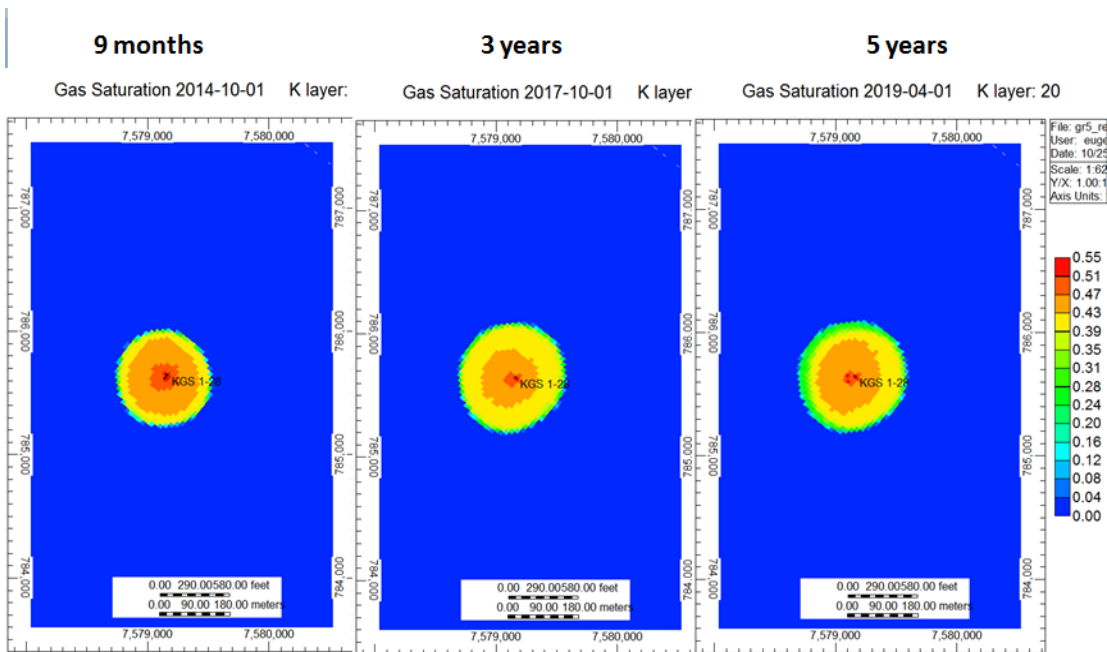 9 months
3 years
5 years
Gas Saturation 2014-10-01 K layer:
Gas Saturation 2017-10-01 K layer
Gas Saturation 2019-04-01 K layer: 20
7,579,000 7,580,000
7,579,000 7,580,000
7,579,000 7,580,000
File: gr5_re
User: euge
Date: 10/25
Scale: 1:62
Y/X: 1.00:1
Axis Units:
787,000
786,000
785,000
784,000
787,000
786,000
785,000
784,000
787,000
786,000
785,000
784,000
KGS 1-28
KGS 1-28
KGS 1-28
0.55
0.51
0.47
0.43
0.39
0.35
0.31
0.28
0.24
0.20
0.16
0.12
0.08
0.04
0.00
0.00 290.00580.00 feet
0.00 90.00 180.00 meters
0.00 290.00580.00 feet
0.00 90.00 180.00 meters
0.00 290.00580.00 feet
0.00 90.00 180.00 meters
7,579,000 7,580,000
7,579,000 7,580,000
7,579,000 7,580,000